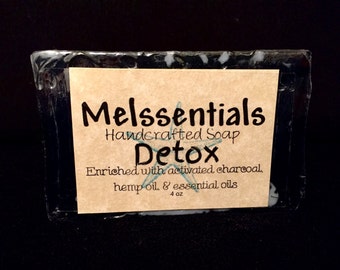 Melssentials
Handcrafted Soap
Detox
Enriched with activated charcoal,
hemp oil, & essential oils
4 oz